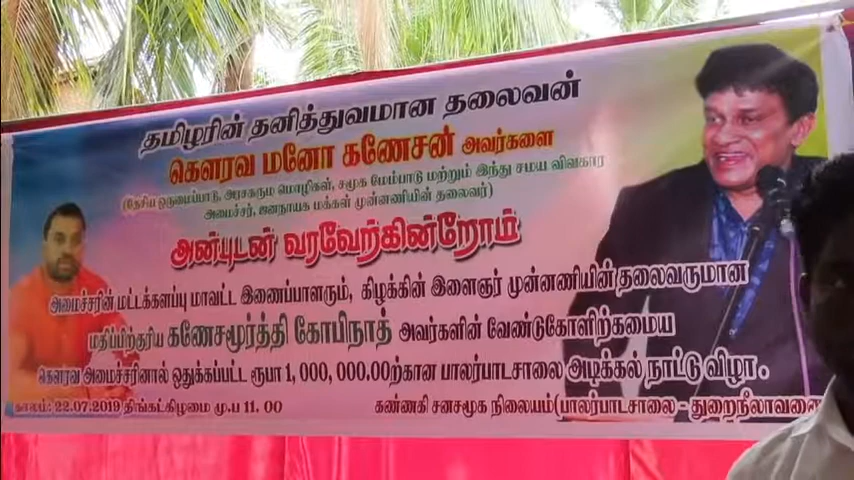 தமிழரின் தனித்துவமான தலைவன்
கௌரவ மனோ கணேசன் அவர்களை
(தேசிய ஒருமைப்பாடு, அரசகரும மொழிகள், சமூக மேம்பாடு மற்றும் இந்து சமய விவகார
அமைச்சர், ஜனநாயக மக்கள் முன்னணியின் தலைவர்)
அன்புடன் வரவேற்கின்றோம்
அமைச்சரின் மட்டக்களப்பு மாவட்ட இணைப்பாளரும், கிழக்கின் இளைஞர் முன்னணியின் தலைவருமான
மதிப்பிற்குரிய கணேசமூர்த்தி கோபிநாத் அவர்களின் வேண்டுகோளிற்கமைய
கௌரவ அமைச்சரினால் ஒதுக்கப்பட்ட ரூபா 1,000, 000.00ற்கான பாலர்பாடசாலை அடிக்கல் நாட்டு விழா.
காலம்: 22.07.2019 திங்கட்கிழமை மு.ப 11. 00
கண்ணகி சனசமூக நிலையம்(பாலர்பாடசாலை-துறைநீலாவணை